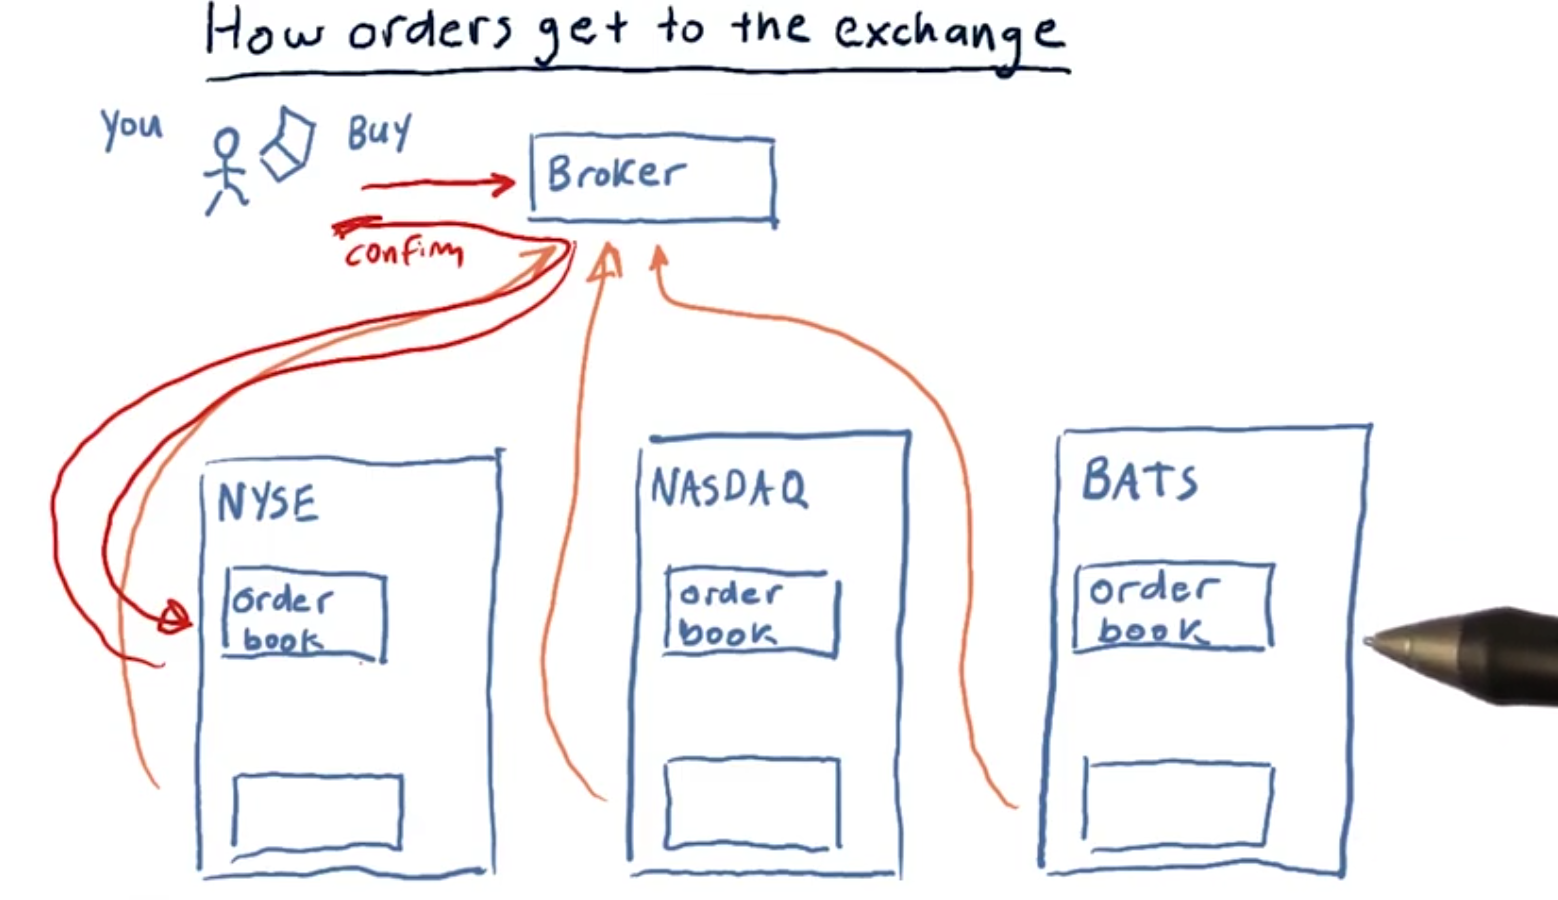 How orders get to the exchange
you
Buy
Broker
confirm
NYSE
order
book
NASDAQ
order
book
BATS
order
book